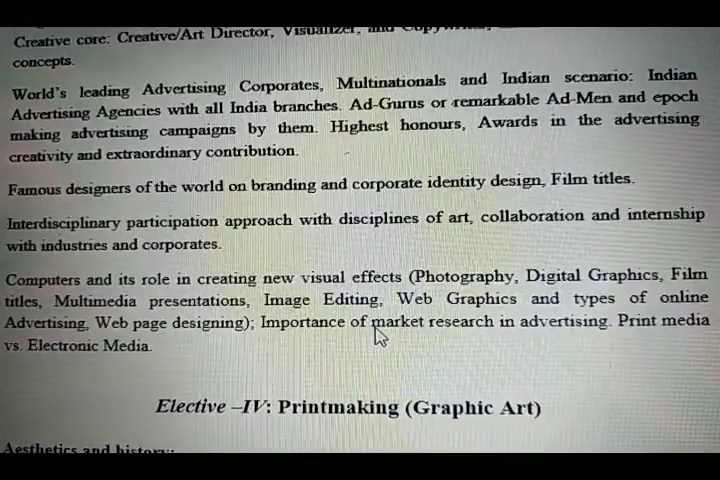 Creative core: Creative/Art Director, Visualizer, and
concepts.
World's leading Advertising Corporates, Multinationals and Indian scenario: Indian
Advertising Agencies with all India branches. Ad-Gurus or remarkable Ad-Men and epoch
making advertising campaigns by them. Highest honours, Awards in the advertising
creativity and extraordinary contribution.
Famous designers of the world on branding and corporate identity design, Film titles.
Interdisciplinary participation approach with disciplines of art, collaboration and internship
with industries and corporates.
Computers and its role in creating new visual effects (Photography, Digital Graphics, Film
titles, Multimedia presentations, Image Editing, Web Graphics and types of online
Advertising, Web page designing); Importance of market research in advertising. Print media
vs. Electronic Media.
Elective –IV: Printmaking (Graphic Art)
Aesthetics and history: